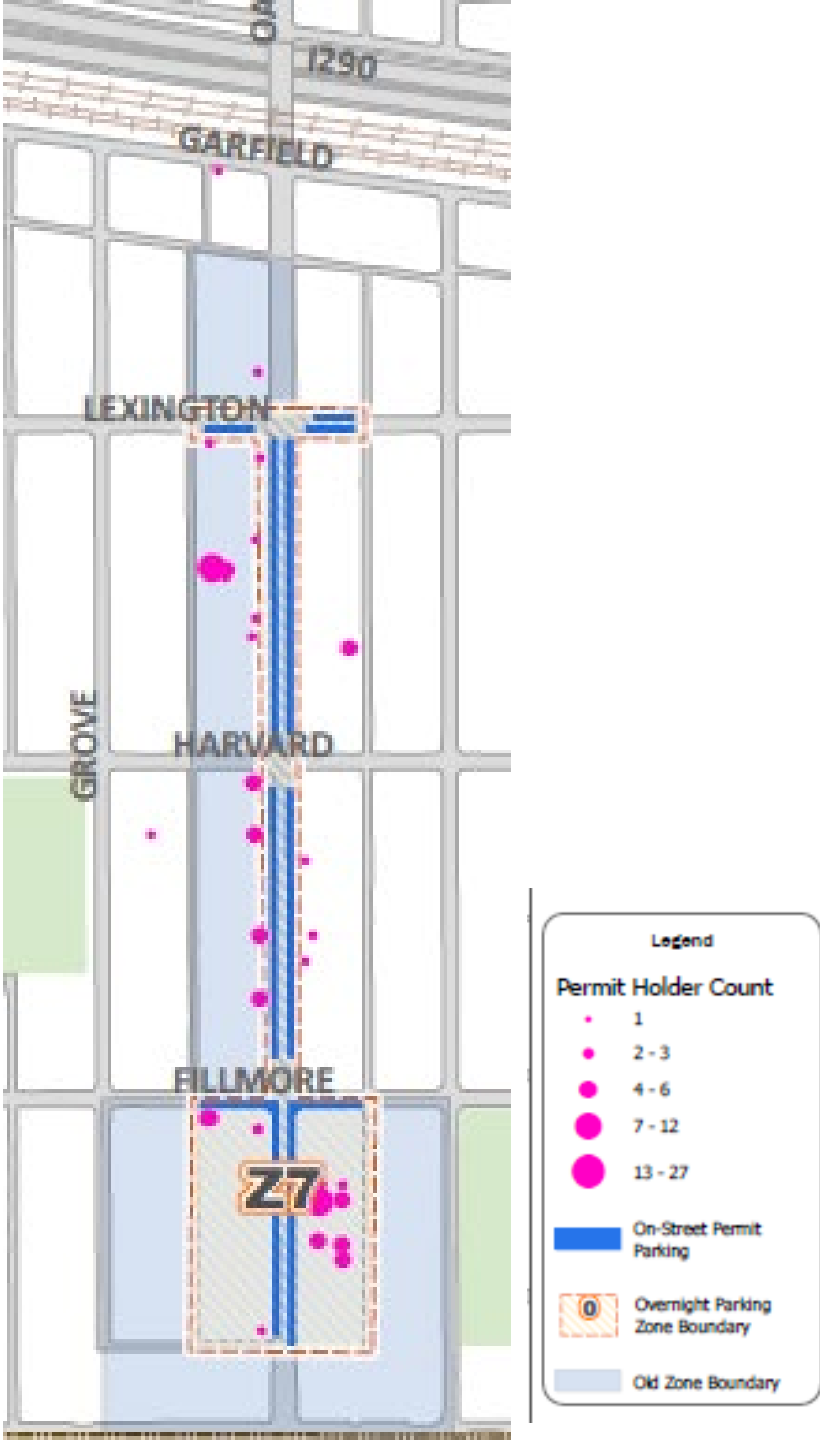 OA
I290
GARFIELD
LEXINGTON
GROVE
HARVARD
FILLMORE
Z7
Legend
Permit Holder Count
1
2 - 3
4 - 6
7 - 12
13 - 27
On-Street Permit
Parking
0
Overnight Parking
Zone Boundary
Old Zone Boundary